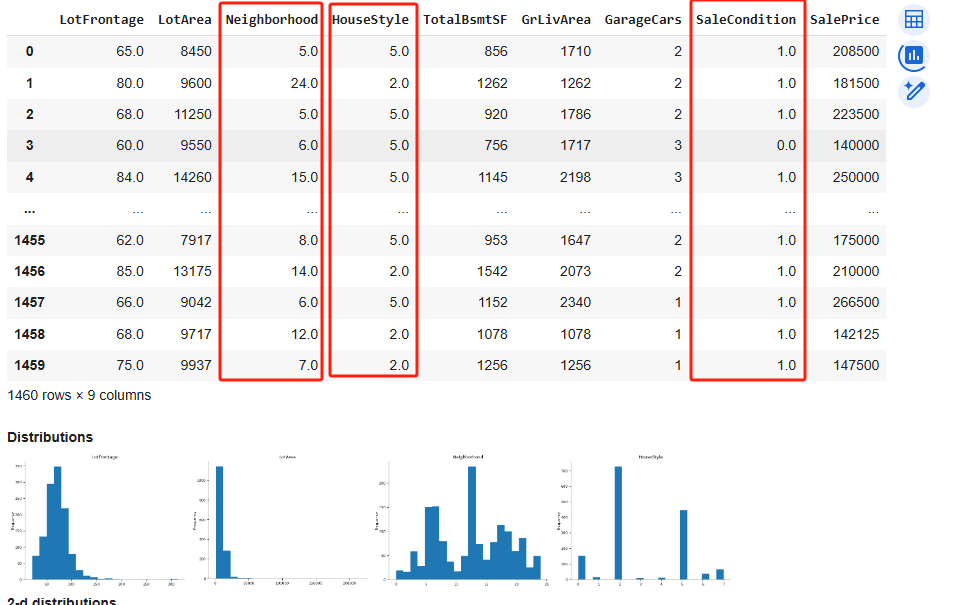 LotFrontage LotArea Neighborhood HouseStyle TotalBsmtSF GrLivArea GarageCars SaleCondition SalePrice
0 65.0 8450 5.0 5.0 856 1710 2 1.0 208500
1 80.0 9600 24.0 2.0 1262 1262 2 1.0 181500
2 68.0 11250 5.0 5.0 920 1786 2 1.0 223500
3 60.0 9550 6.0 5.0 756 1717 3 0.0 140000
4 84.0 14260 15.0 5.0 1145 2198 3 1.0 250000
... ... ... ... ... ... ... ... ... ...
1455 62.0 7917 8.0 5.0 953 1647 2 1.0 175000
1456 85.0 13175 14.0 2.0 1542 2073 2 1.0 210000
1457 66.0 9042 6.0 5.0 1152 2340 1 1.0 266500
1458 68.0 9717 12.0 2.0 1078 1078 1 1.0 142125
1459 75.0 9937 7.0 2.0 1256 1256 1 1.0 147500
1460 rows × 9 columns
Distributions
LotFrontage LotArea Neighborhood HouseStyle
Frequency Frequency Frequency Frequency
2-d distributions